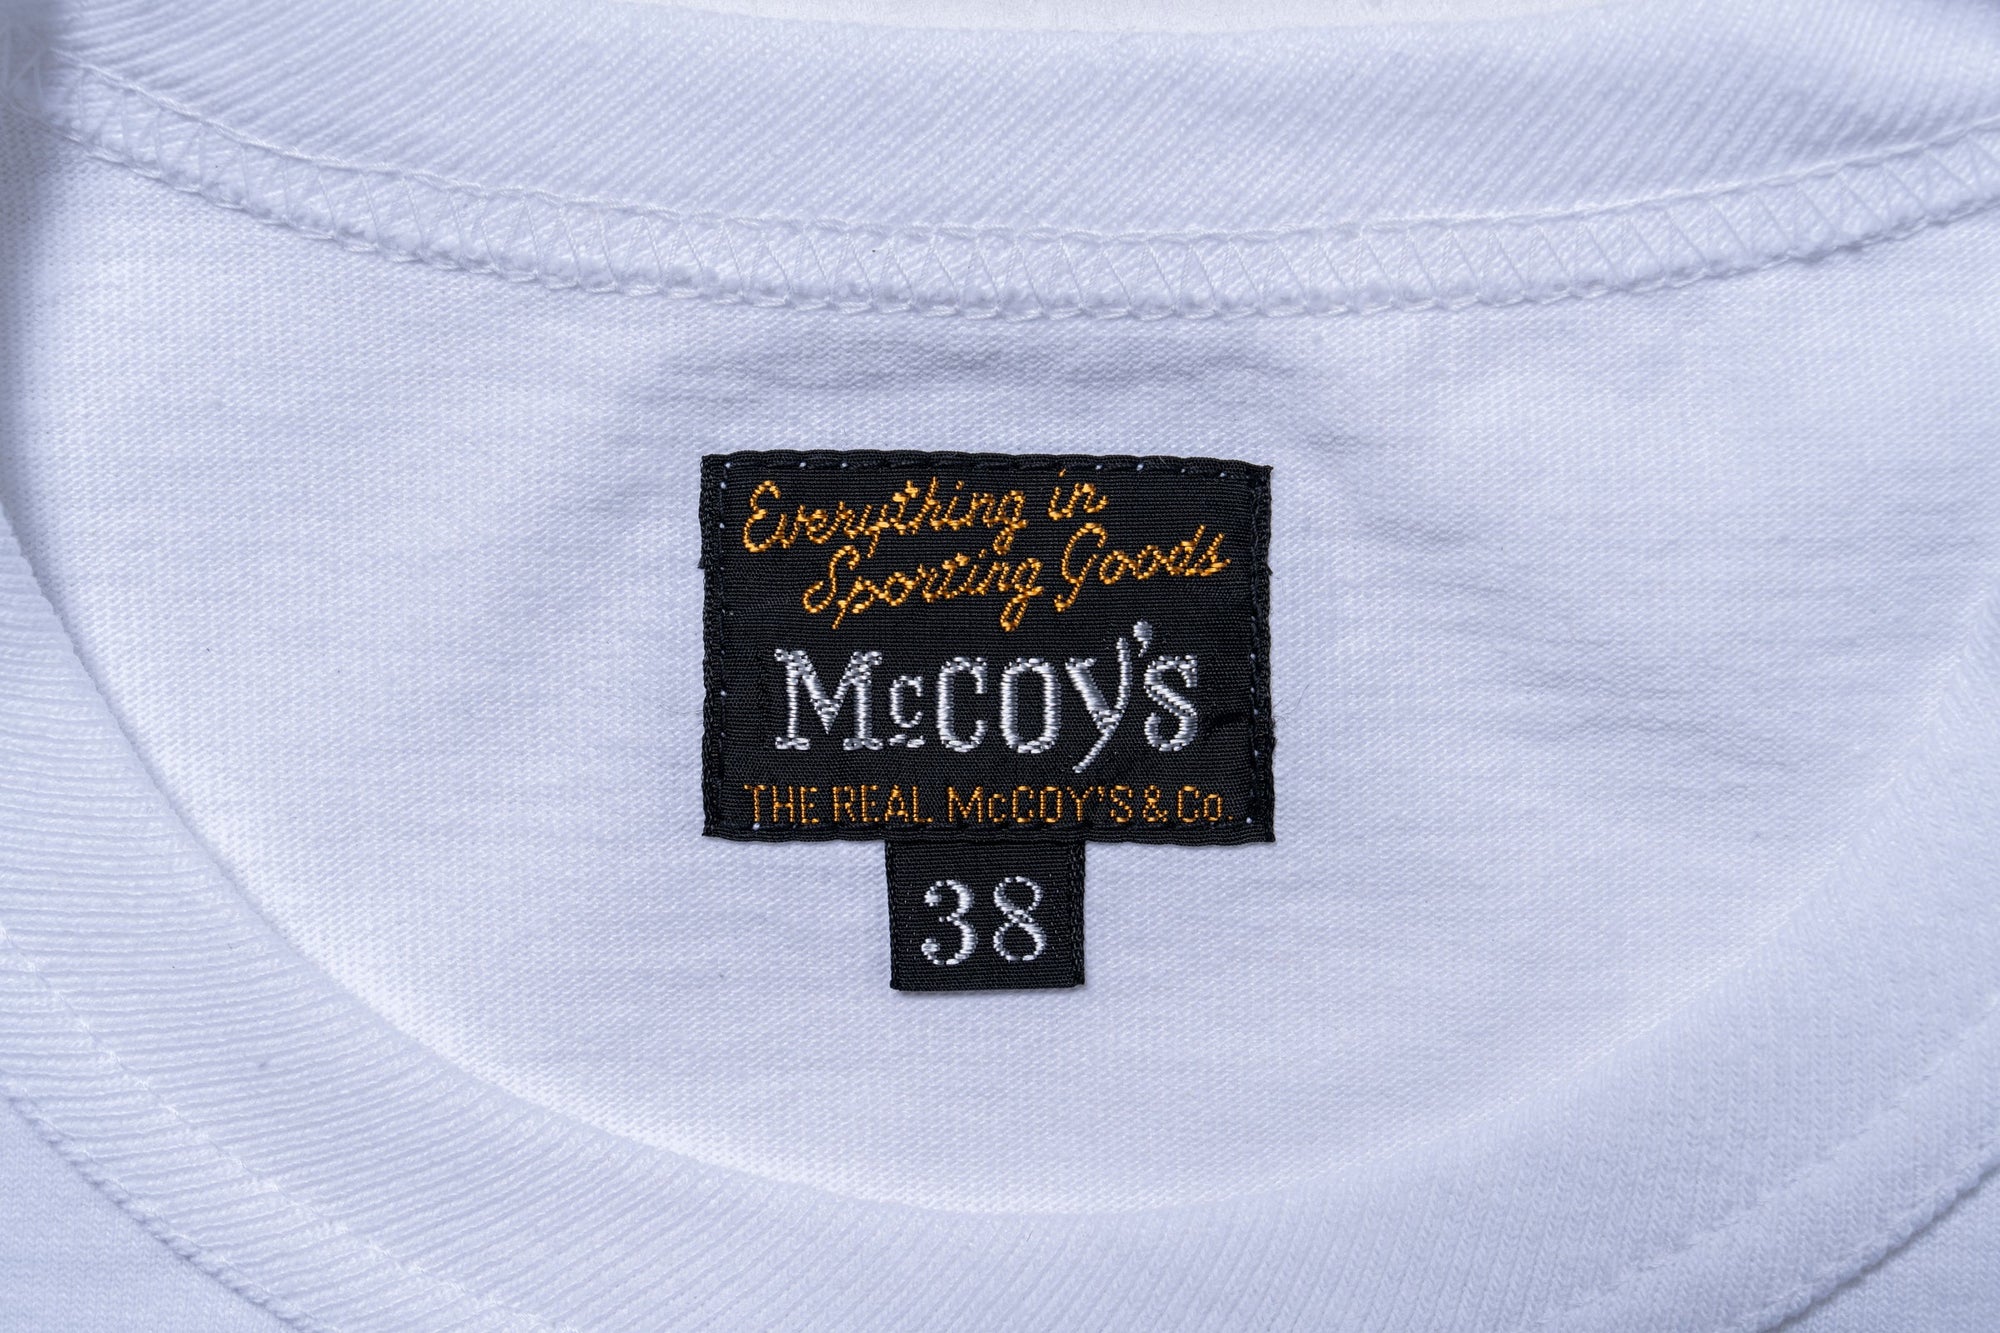 Everything in
Sporting Goods
McCOY'S
THE REAL McCOY'S & Co.
38